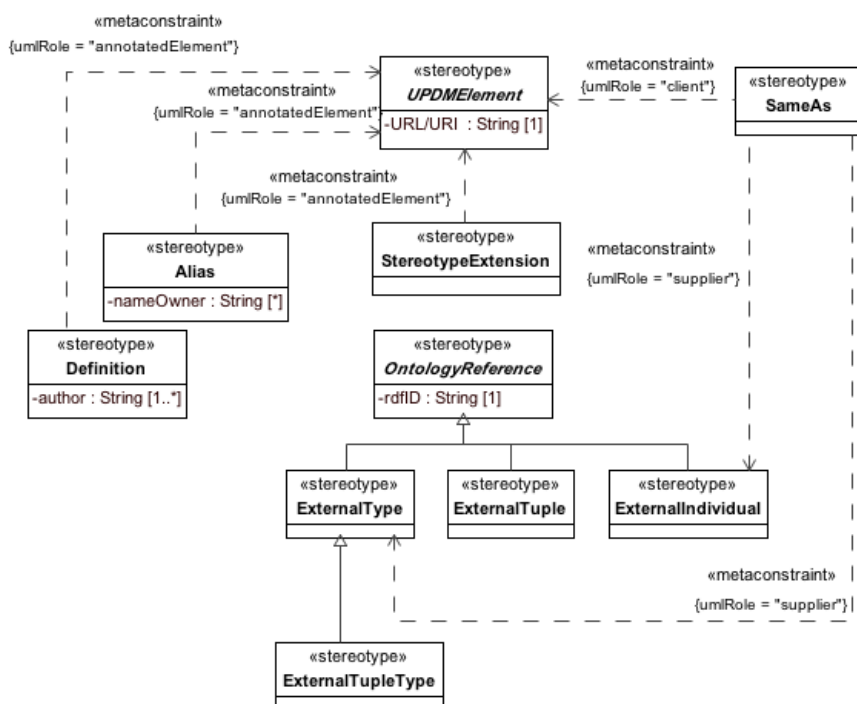 «metaconstraint»
{umlRole = "annotatedElement"}
«metaconstraint»
{umlRole = "annotatedElement"}
«stereotype»
UPDMElement
-URL/URI : String [1]
«metaconstraint»
{umlRole = "client"}
«stereotype»
SameAs
«metaconstraint»
{umlRole = "annotatedElement"}
«stereotype»
Alias
-nameOwner : String [*]
«stereotype»
StereotypeExtension
«metaconstraint»
{umlRole = "supplier"}
«stereotype»
Definition
-author : String [1..*]
«stereotype»
OntologyReference
-rdfID : String [1]
«stereotype»
ExternalType
«stereotype»
ExternalTuple
«stereotype»
ExternalIndividual
«metaconstraint»
{umlRole = "supplier"}
«stereotype»
ExternalTupleType